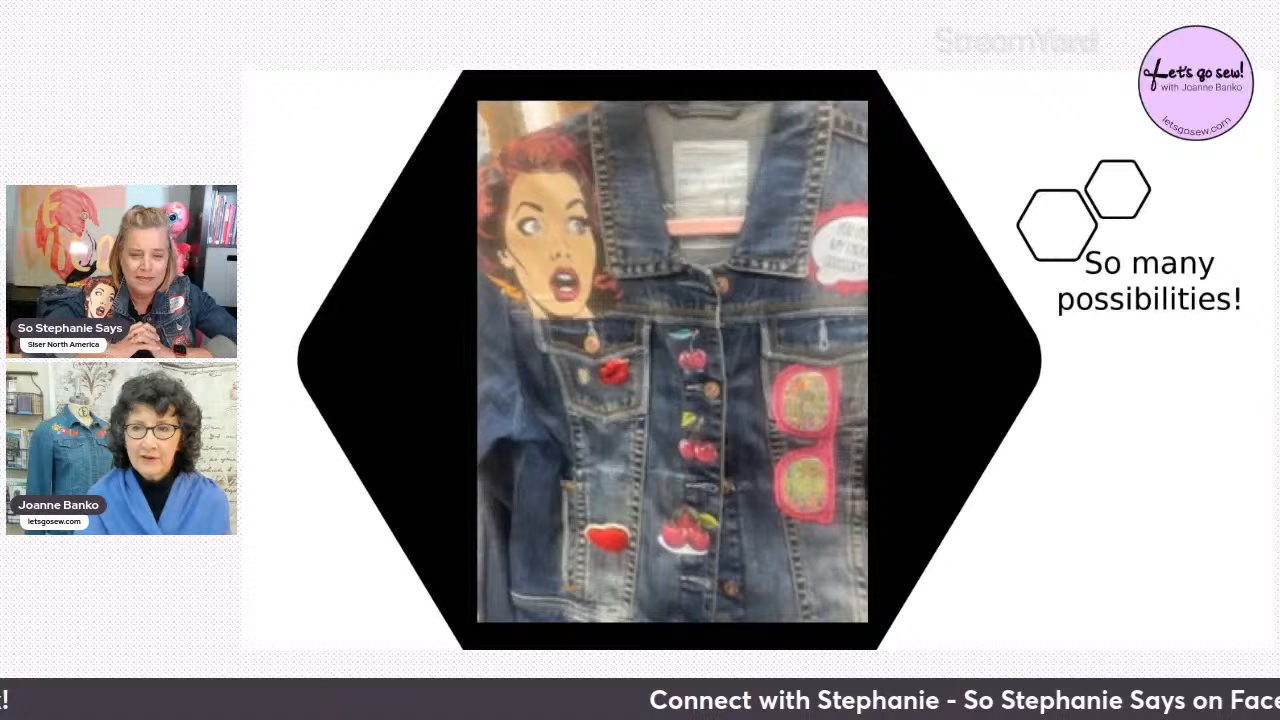 StreamYard
Let's go sew!
with Joanne Banko
letsgosew.com
So many
possibilities!
So Stephanie Says
Siser North America
Joanne Banko
letsgosew.com
!
Connect with Stephanie - So Stephanie Says on Face